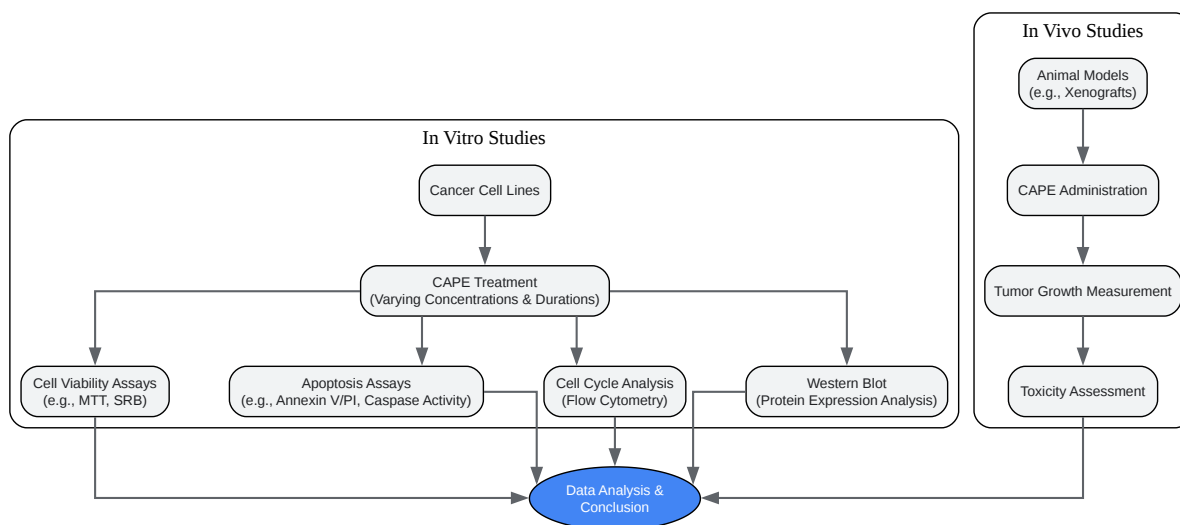 In Vitro Studies
Cancer Cell Lines
CAPE Treatment
(Varying Concentrations & Durations)
Cell Viability Assays
(e.g., MTT, SRB)
Apoptosis Assays
(e.g., Annexin V/PI, Caspase Activity)
Cell Cycle Analysis
(Flow Cytometry)
Western Blot
(Protein Expression Analysis)
In Vivo Studies
Animal Models
(e.g., Xenografts)
CAPE Administration
Tumor Growth Measurement
Toxicity Assessment
Data Analysis &
Conclusion